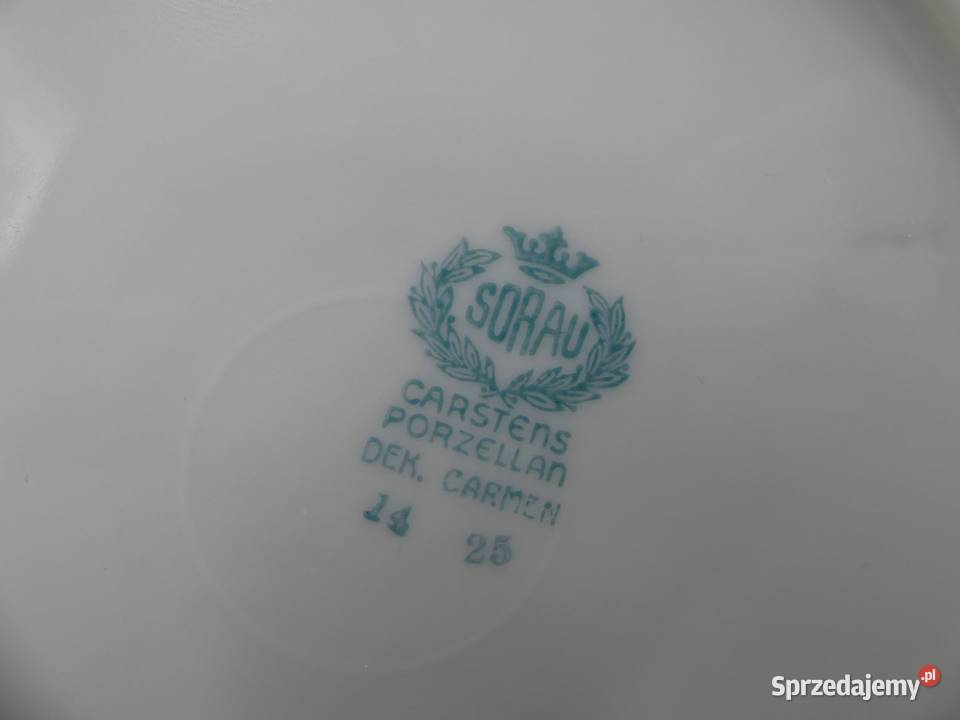 SORAU
CARSTENS
PORZELLAN
DEK. CARMEN
14 25
Sprzedajemy.pl